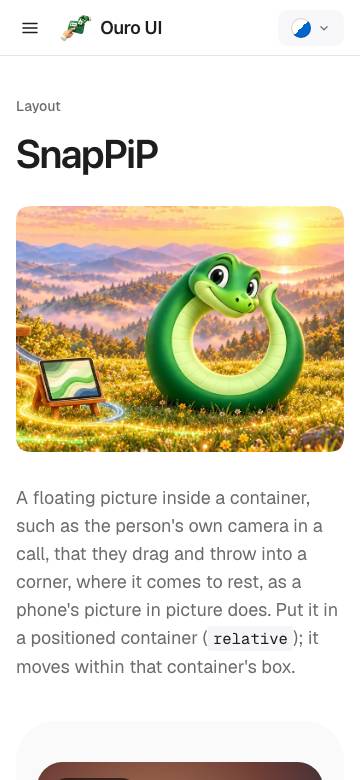 Ouro UI
Layout
SnapPiP
A floating picture inside a container,
such as the person's own camera in a
call, that they drag and throw into a
corner, where it comes to rest, as a
phone's picture in picture does. Put it in
a positioned container (relative); it
moves within that container's box.